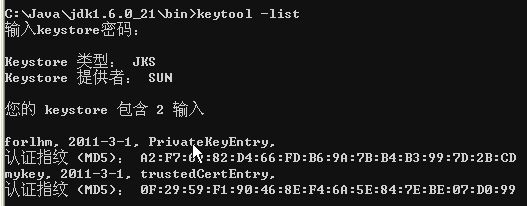 C:\Java\jdk1.6.0_21\bin>keytool -list
输入keystore密码:
Keystore 类型: JKS
Keystore 提供者: SUN
您的 keystore 包含 2 输入
forlhm, 2011-3-1, PrivateKeyEntry,
认证指纹 (MD5): A2:F7: :82:D4:66:FD:B6:9A:7B:B4:B3:99:7D:2B:CD
mykey, 2011-3-1, trustedCertEntry,
认证指纹 (MD5): 0F:29:59:F1:90:46:8E:F4:6A:5E:84:7E:BE:07:D0:99